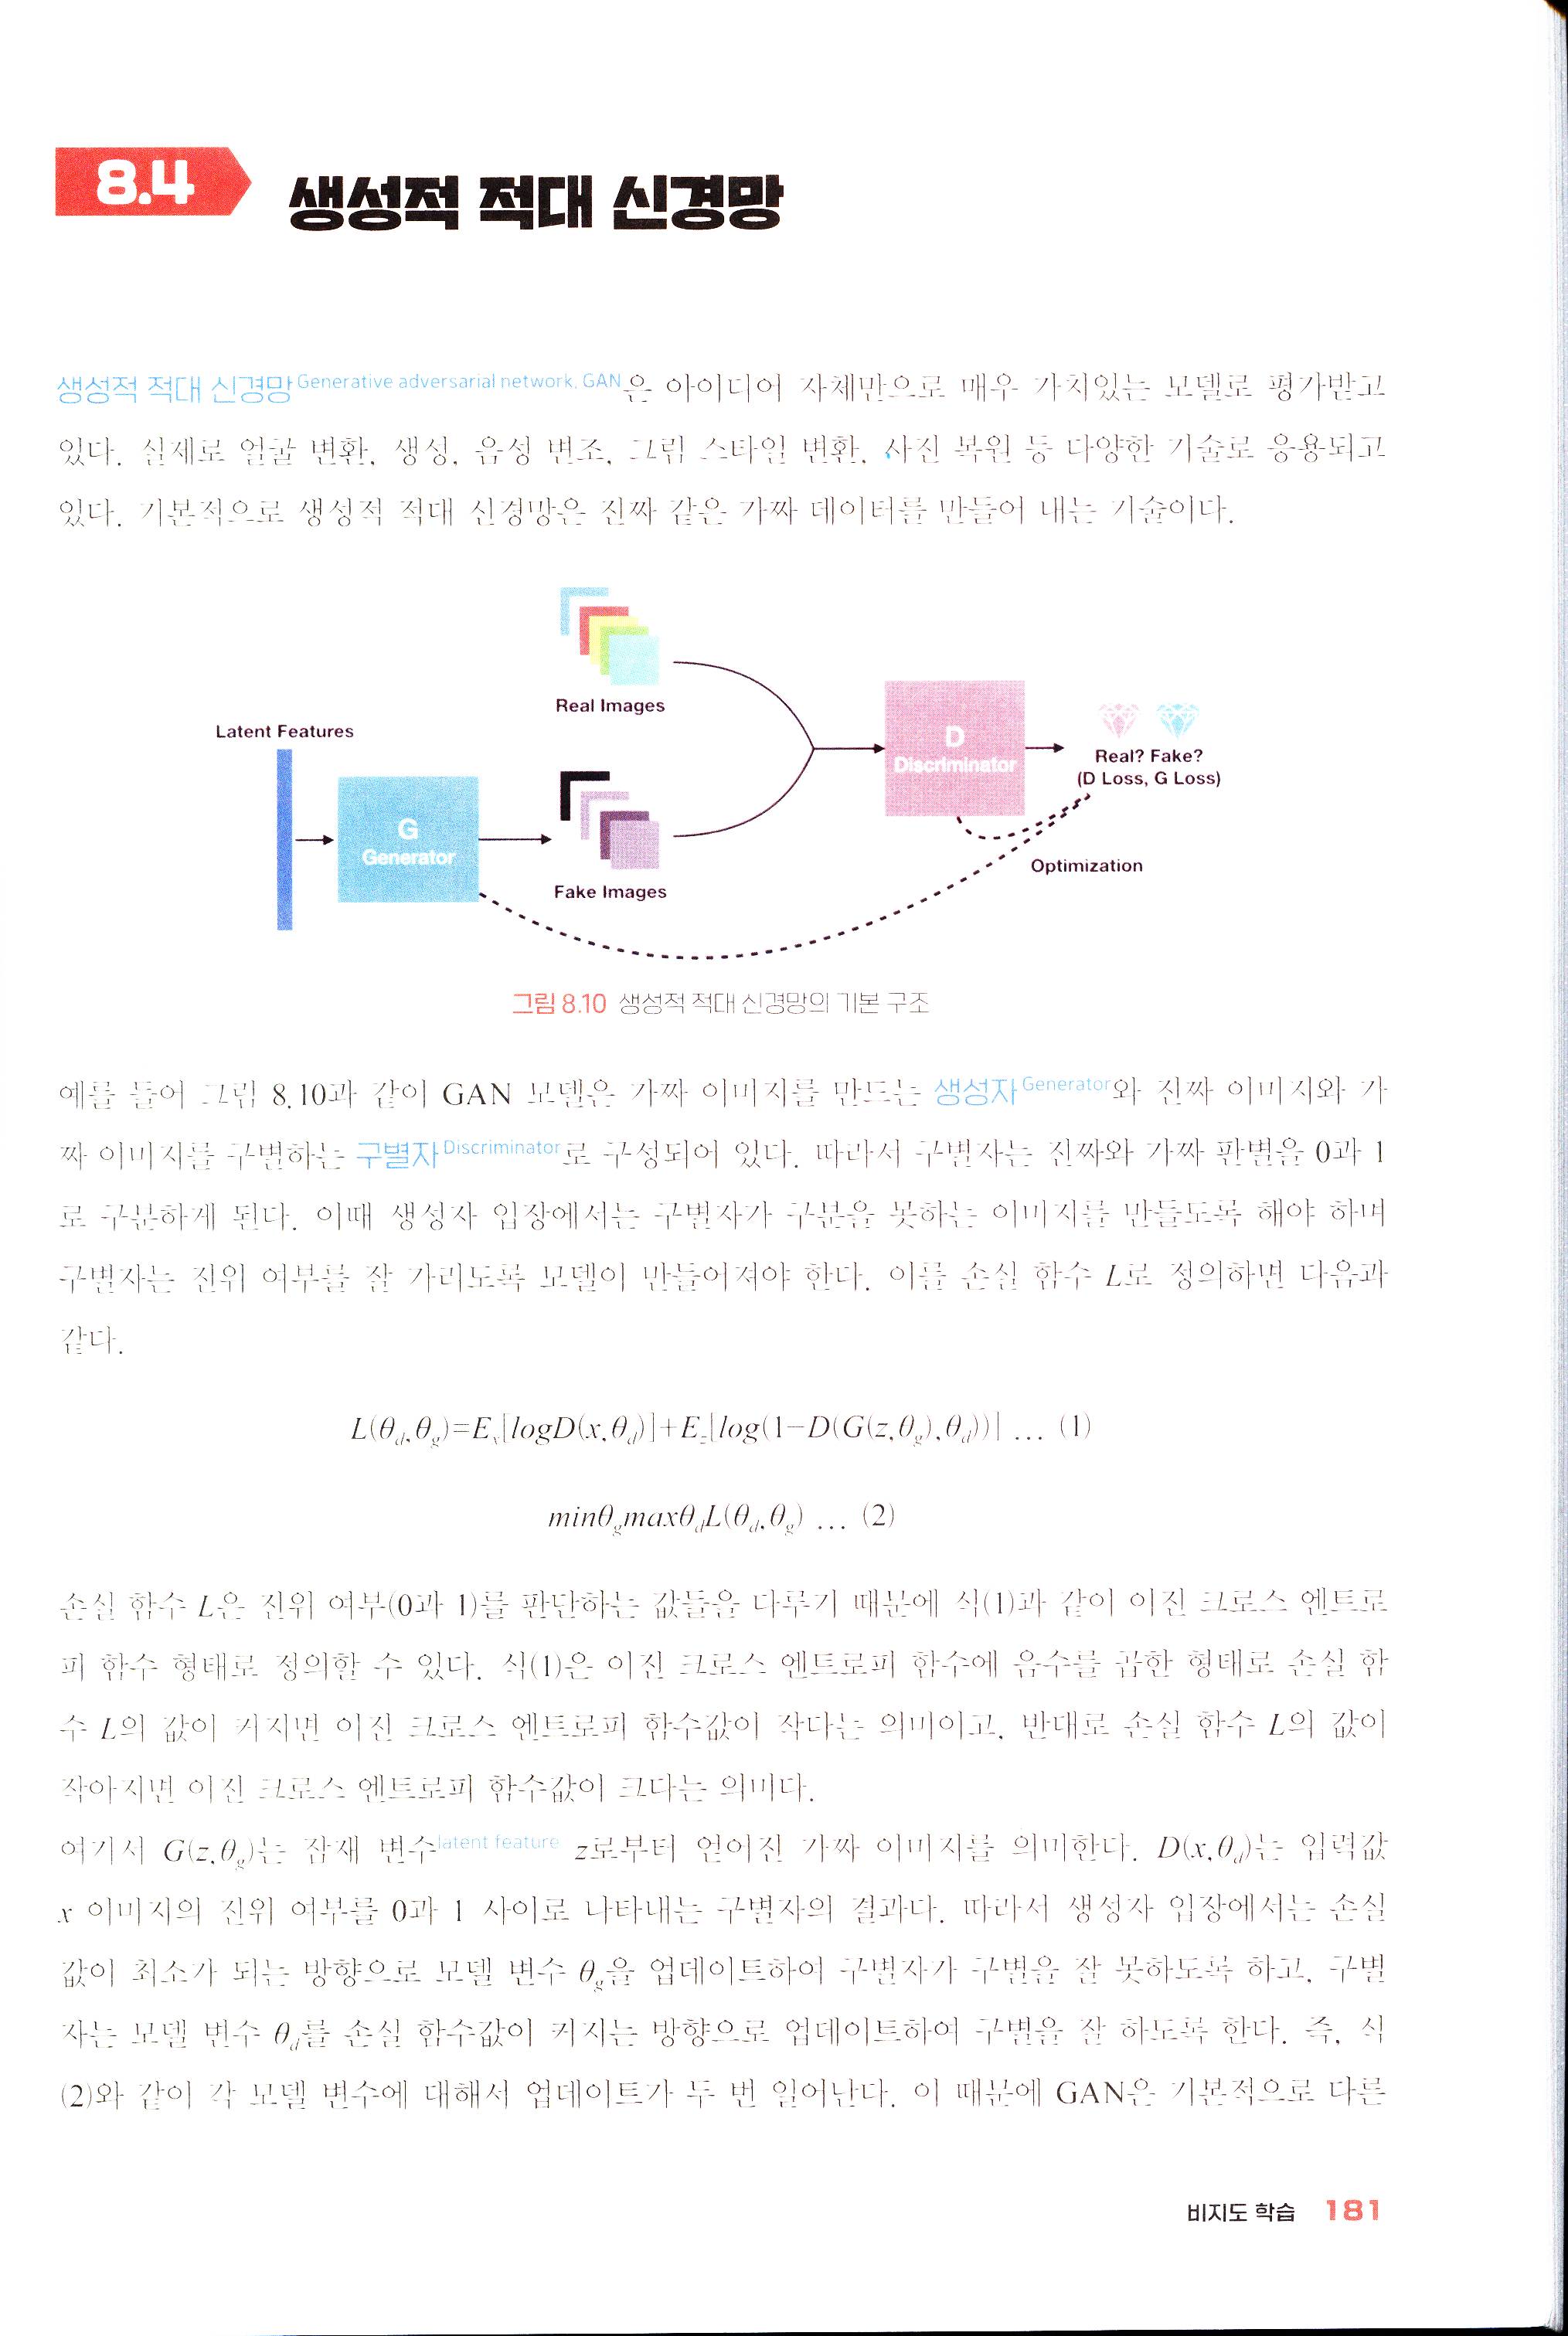 8.4 생성적 적대 신경망
생성적 적대 신경망Generative adversarial network, GAN은 아이디어 자체만으로 매우 가치있는 모델로 평가받고
있다. 실제로 얼굴 변환, 생성, 음성 변조, 그림 스타일 변환, 사진 복원 등 다양한 기술로 응용되고
있다. 기본적으로 생성적 적대 신경망은 진짜 같은 가짜 데이터를 만들어 내는 기술이다.
Real Images
Latent Features
G
Generator
Fake Images
D
Discriminator
Real? Fake?
(D Loss, G Loss)
Optimization
그림 8.10 생성적 적대 신경망의 기본 구조
예를 들어 그림 8.10과 같이 GAN 모델은 가짜 이미지를 만드는 생성자Generator와 진짜 이미지와 가
짜 이미지를 구별하는 구별자Discriminator로 구성되어 있다. 따라서 구별자는 진짜와 가짜 판별을 0과 1
로 구분하게 된다. 이때 생성자 입장에서는 구별자가 구분을 못하는 이미지를 만들도록 해야 하며
구별자는 진위 여부를 잘 가리도록 모델이 만들어져야 한다. 이를 손실 함수 L로 정의하면 다음과
같다.
L(θd,θg)=Ex[logD(x,θd)]+Ez[log(1−D(G(z,θg),θd))] … (1)
minθgmaxθdL(θd,θg) … (2)
손실 함수 L은 진위 여부(0과 1)를 판단하는 값들을 다루기 때문에 식(1)과 같이 이진 크로스 엔트로
피 함수 형태로 정의할 수 있다. 식(1)은 이진 크로스 엔트로피 함수에 음수를 곱한 형태로 손실 함
수 L의 값이 커지면 이진 크로스 엔트로피 함수값이 작다는 의미이고, 반대로 손실 함수 L의 값이
작아지면 이진 크로스 엔트로피 함수값이 크다는 의미다.
여기서 G(z,θg)는 잠재 변수latent feature z로부터 얻어진 가짜 이미지를 의미한다. D(x,θd)는 입력값
x 이미지의 진위 여부를 0과 1 사이로 나타내는 구별자의 결과다. 따라서 생성자 입장에서는 손실
값이 최소가 되는 방향으로 모델 변수 θg을 업데이트하여 구별자가 구별을 잘 못하도록 하고, 구별
자는 모델 변수 θd를 손실 함수값이 커지는 방향으로 업데이트하여 구별을 잘 하도록 한다. 즉, 식
(2)와 같이 각 모델 변수에 대해서 업데이트가 두 번 일어난다. 이 때문에 GAN은 기본적으로 다른
비지도 학습 181